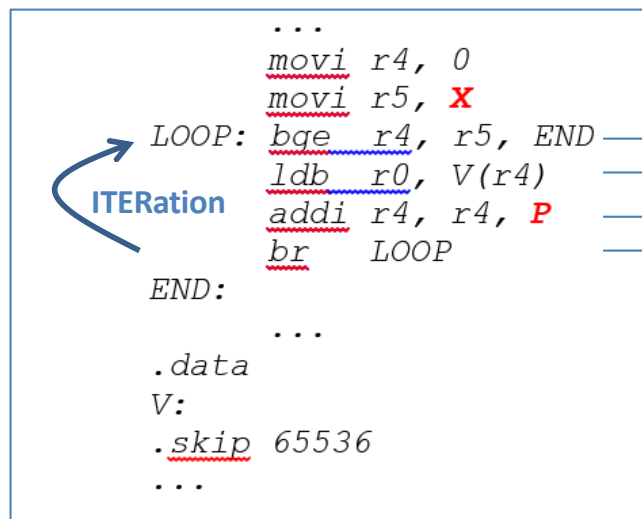 ...
movi r4, 0
movi r5, X
LOOP: bge r4, r5, END
ldb r0, V(r4)
ITERation
addi r4, r4, P
br LOOP
END:
...
.data
V:
.skip 65536
...